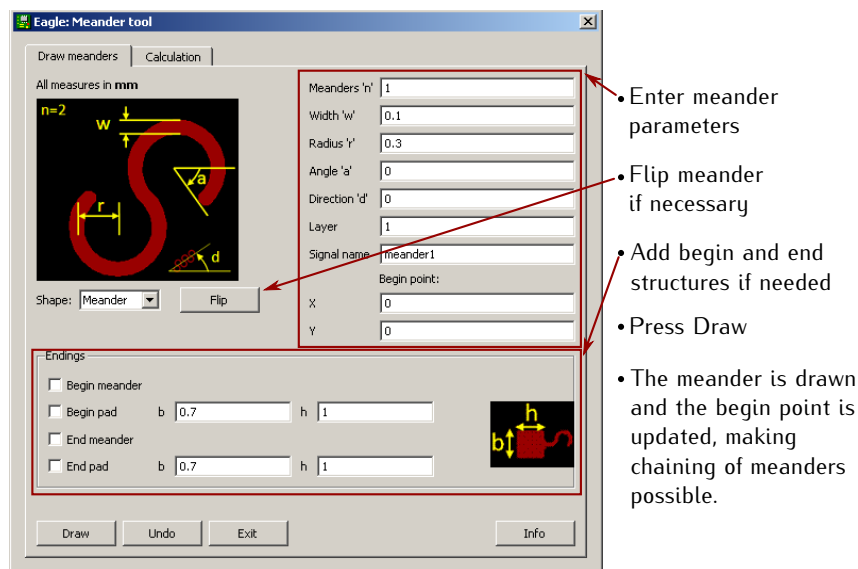 Eagle: Meander tool
Draw meanders
Calculation
All measures in mm
n=2
w
a
r
d
Shape: Meander
Flip
Meanders 'n' 1
Width 'w' 0.1
Radius 'r' 0.3
Angle 'a' 0
Direction 'd' 0
Layer 1
Signal name meander1
Begin point:
X 0
Y 0
Endings
Begin meander
Begin pad b 0.7 h 1
End meander
End pad b 0.7 h 1
h
b
Draw
Undo
Exit
Info
• Enter meander
parameters
• Flip meander
if necessary
• Add begin and end
structures if needed
• Press Draw
• The meander is drawn
and the begin point is
updated, making
chaining of meanders
possible.